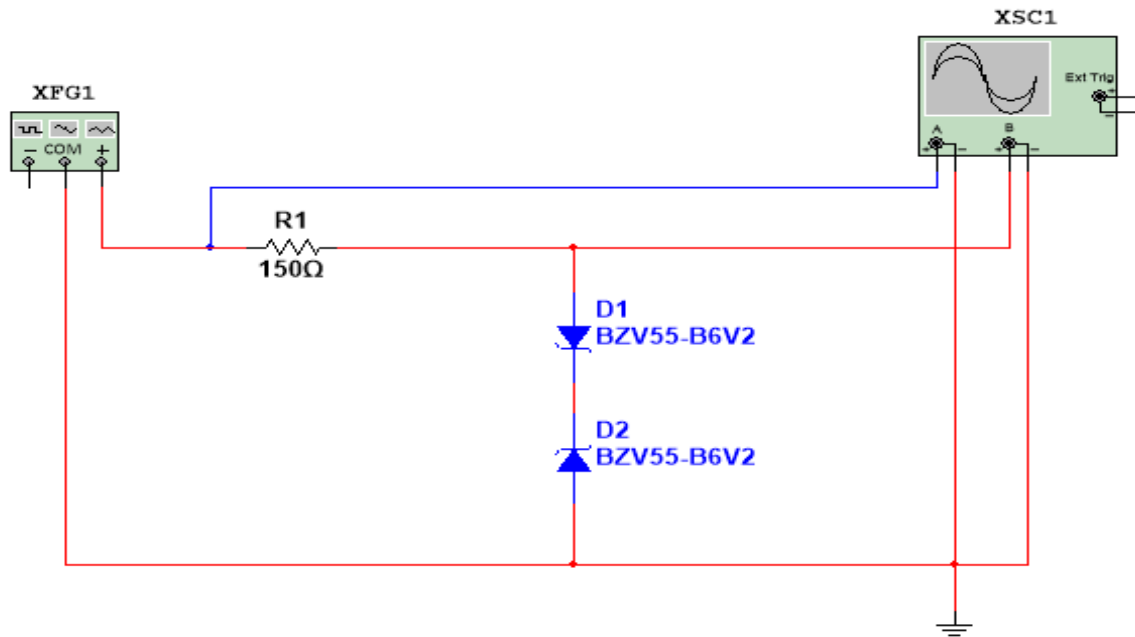 XSC1
Ext Trig
+
−
A
B
+ − + −
XFG1
− COM +
R1
150Ω
D1
BZV55-B6V2
D2
BZV55-B6V2